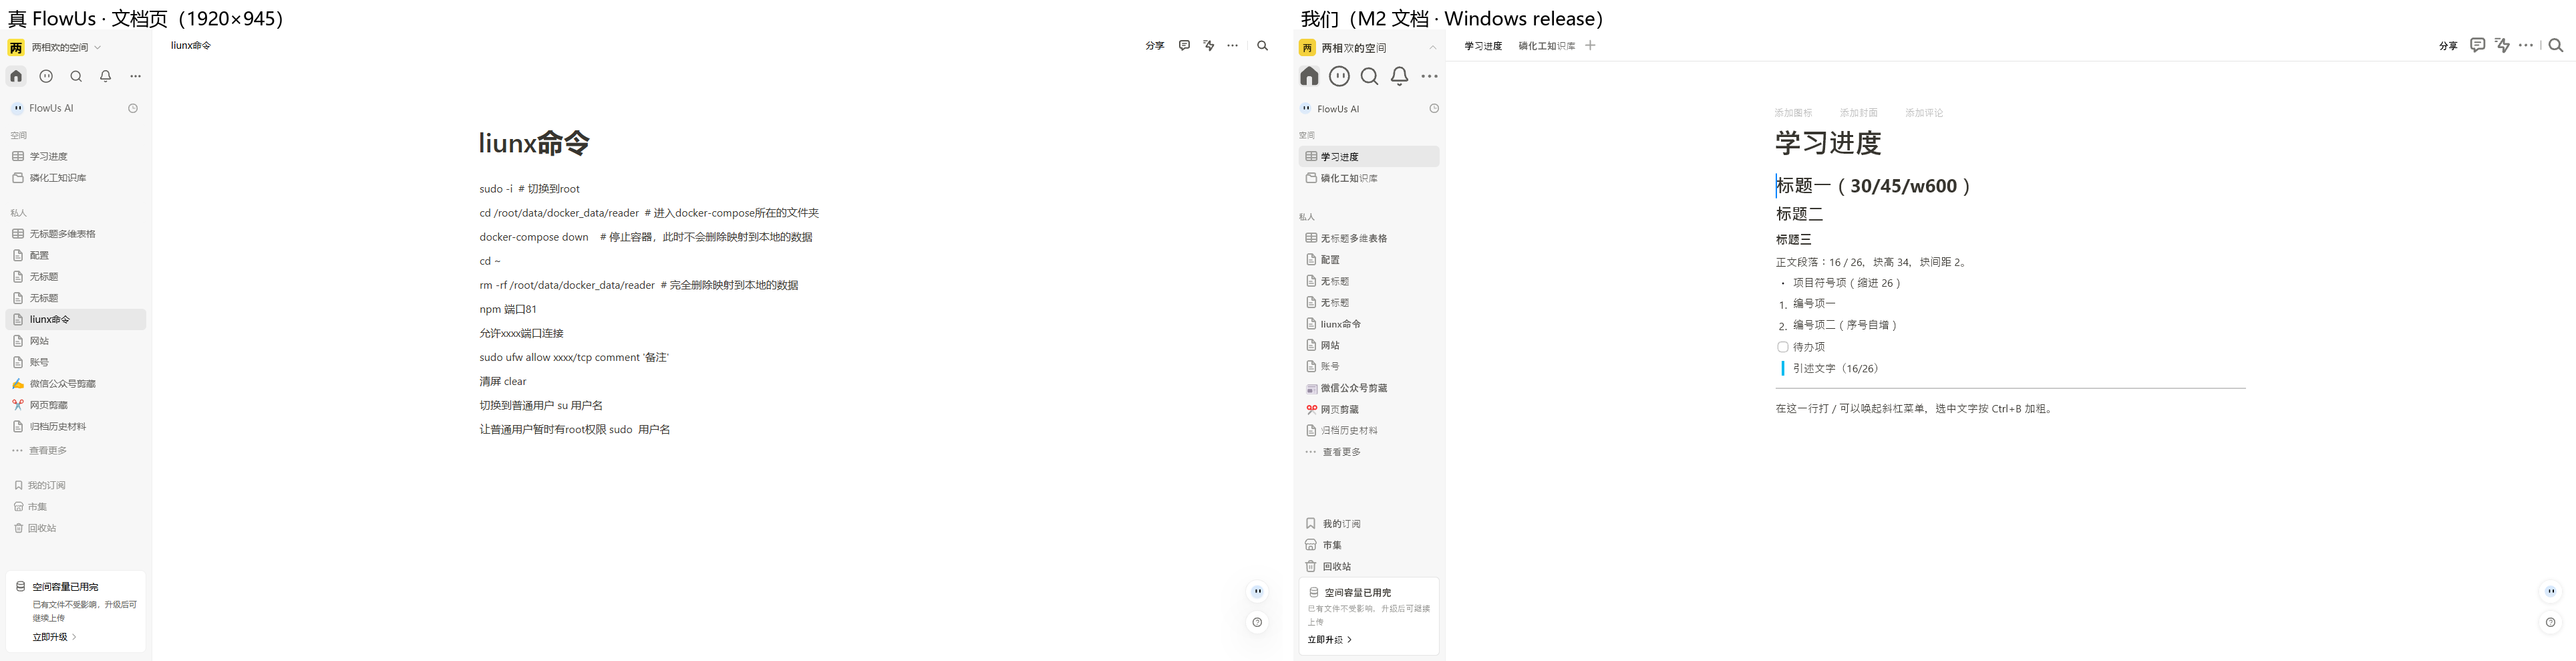 真 FlowUs · 文档页（1920×945）
两 两相欢的空间
FlowUs AI
空间
学习进度
磷化工知识库
私人
无标题多维表格
配置
无标题
无标题
liunx命令
网站
账号
微信公众号剪藏
网页剪藏
归档历史材料
查看更多
我的订阅
市集
回收站
空间容量已用完
已有文件不受影响，升级后可
继续上传
立即升级
liunx命令
分享
liunx命令
sudo -i  # 切换到root
cd /root/data/docker_data/reader  # 进入docker-compose所在的文件夹
docker-compose down    # 停止容器，此时不会删除映射到本地的数据
cd ~
rm -rf /root/data/docker_data/reader  # 完全删除映射到本地的数据
npm 端口81
允许xxxx端口连接
sudo ufw allow xxxx/tcp comment '备注'
清屏 clear
切换到普通用户 su 用户名
让普通用户暂时有root权限 sudo  用户名
我们（M2 文档 · Windows release）
两 两相欢的空间
FlowUs AI
空间
学习进度
磷化工知识库
私人
无标题多维表格
配置
无标题
无标题
liunx命令
网站
账号
微信公众号剪藏
网页剪藏
归档历史材料
查看更多
我的订阅
市集
回收站
空间容量已用完
已有文件不受影响，升级后可继续
上传
立即升级
学习进度 磷化工知识库
分享
添加图标 添加封面 添加评论
学习进度
标题一（30/45/w600）
标题二
标题三
正文段落：16 / 26，块高 34，块间距 2。
• 项目符号项（缩进 26）
1. 编号项一
2. 编号项二（序号自增）
待办项
引述文字（16/26）
在这一行打 / 可以唤起斜杠菜单，选中文字按 Ctrl+B 加粗。